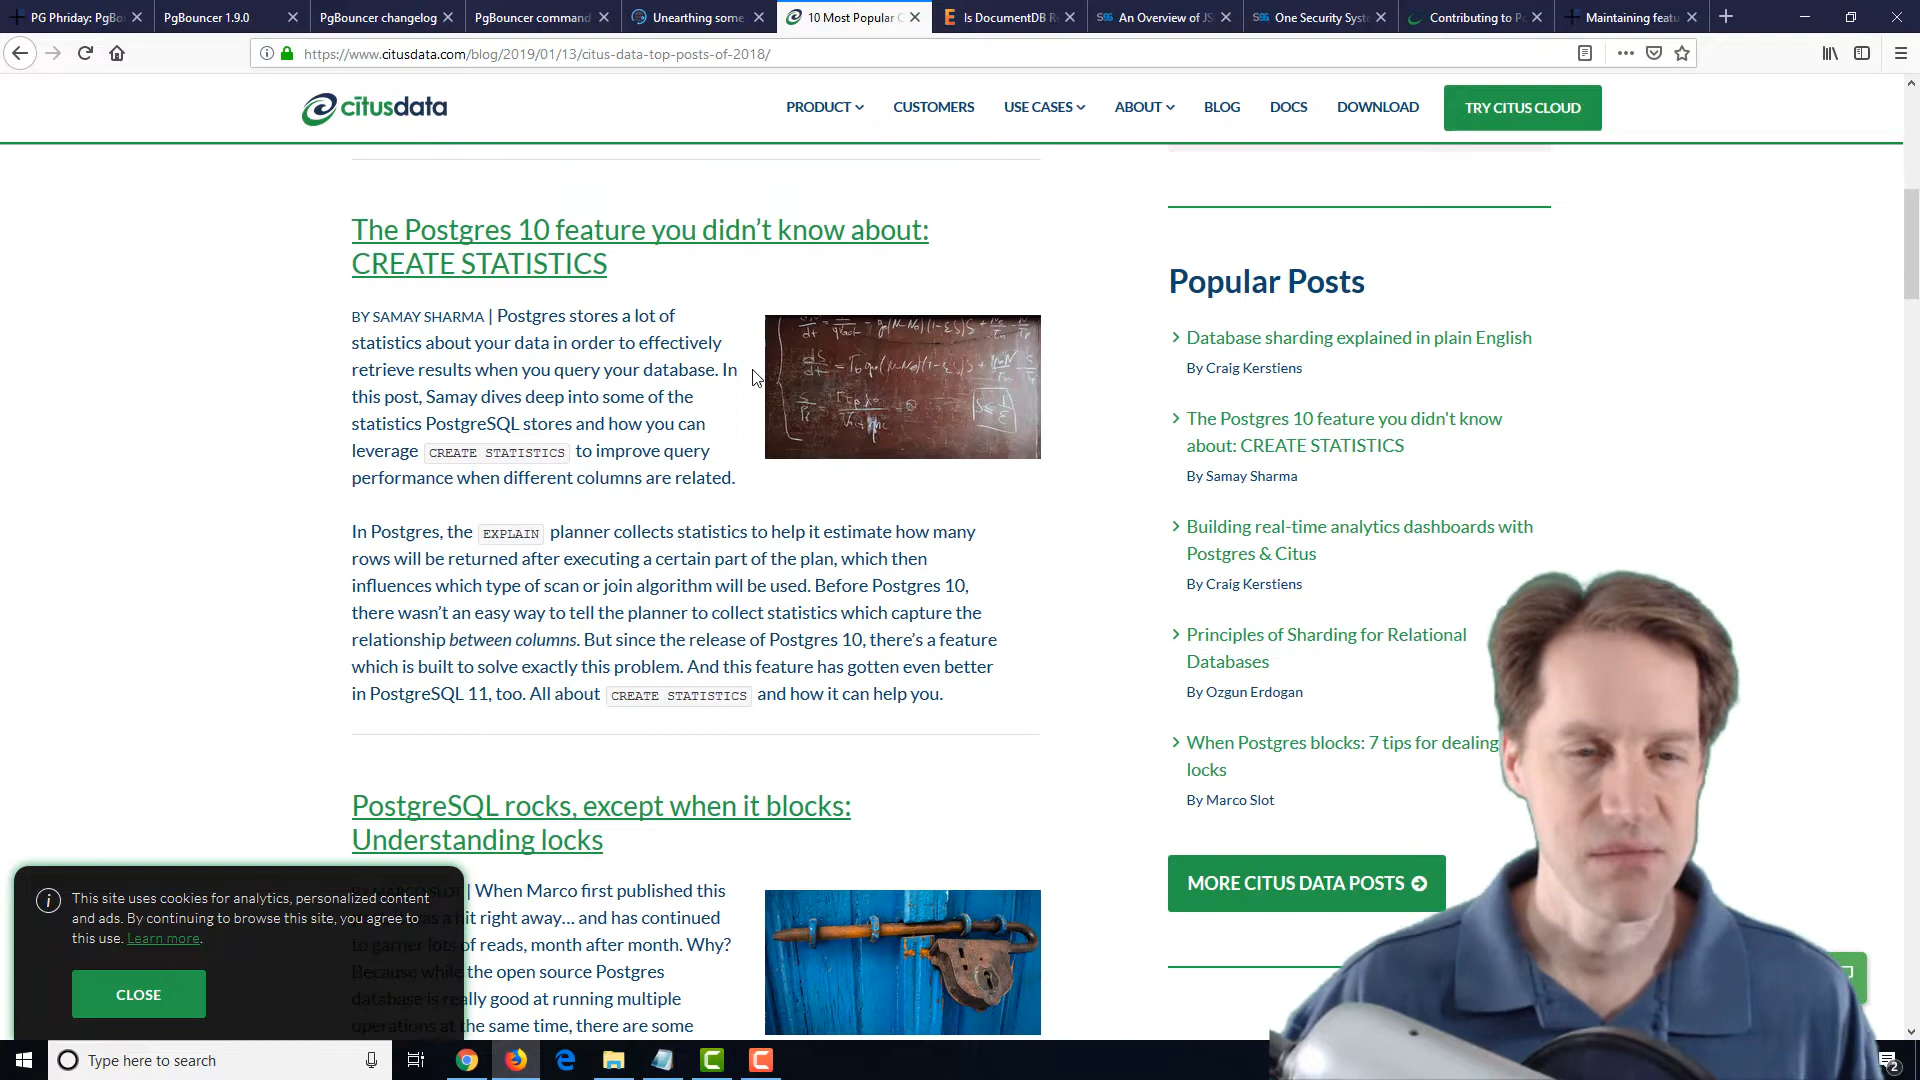 PG Phriday: PgBo
PgBouncer 1.9.0
PgBouncer changelog
PgBouncer command
Unearthing some
10 Most Popular C
Is DocumentDB R
An Overview of JS
One Security Syste
Contributing to Po
Maintaining featu
https://www.citusdata.com/blog/2019/01/13/citus-data-top-posts-of-2018/
citusdata
PRODUCT
CUSTOMERS
USE CASES
ABOUT
BLOG
DOCS
DOWNLOAD
TRY CITUS CLOUD
The Postgres 10 feature you didn't know about:
CREATE STATISTICS
BY SAMAY SHARMA | Postgres stores a lot of
statistics about your data in order to effectively
retrieve results when you query your database. In
this post, Samay dives deep into some of the
statistics PostgreSQL stores and how you can
leverage CREATE STATISTICS to improve query
performance when different columns are related.
In Postgres, the EXPLAIN planner collects statistics to help it estimate how many
rows will be returned after executing a certain part of the plan, which then
influences which type of scan or join algorithm will be used. Before Postgres 10,
there wasn't an easy way to tell the planner to collect statistics which capture the
relationship between columns. But since the release of Postgres 10, there's a feature
which is built to solve exactly this problem. And this feature has gotten even better
in PostgreSQL 11, too. All about CREATE STATISTICS and how it can help you.
PostgreSQL rocks, except when it blocks:
Understanding locks
| When Marco first published this
a hit right away… and has continued
to garner lots of reads, month after month. Why?
Because while the open source Postgres
database is really good at running multiple
operations at the same time, there are some
Popular Posts
Database sharding explained in plain English
By Craig Kerstiens
The Postgres 10 feature you didn't know
about: CREATE STATISTICS
By Samay Sharma
Building real-time analytics dashboards with
Postgres & Citus
By Craig Kerstiens
Principles of Sharding for Relational
Databases
By Ozgun Erdogan
When Postgres blocks: 7 tips for dealing
locks
By Marco Slot
MORE CITUS DATA POSTS
This site uses cookies for analytics, personalized content
and ads. By continuing to browse this site, you agree to
this use. Learn more.
CLOSE
Type here to search
2